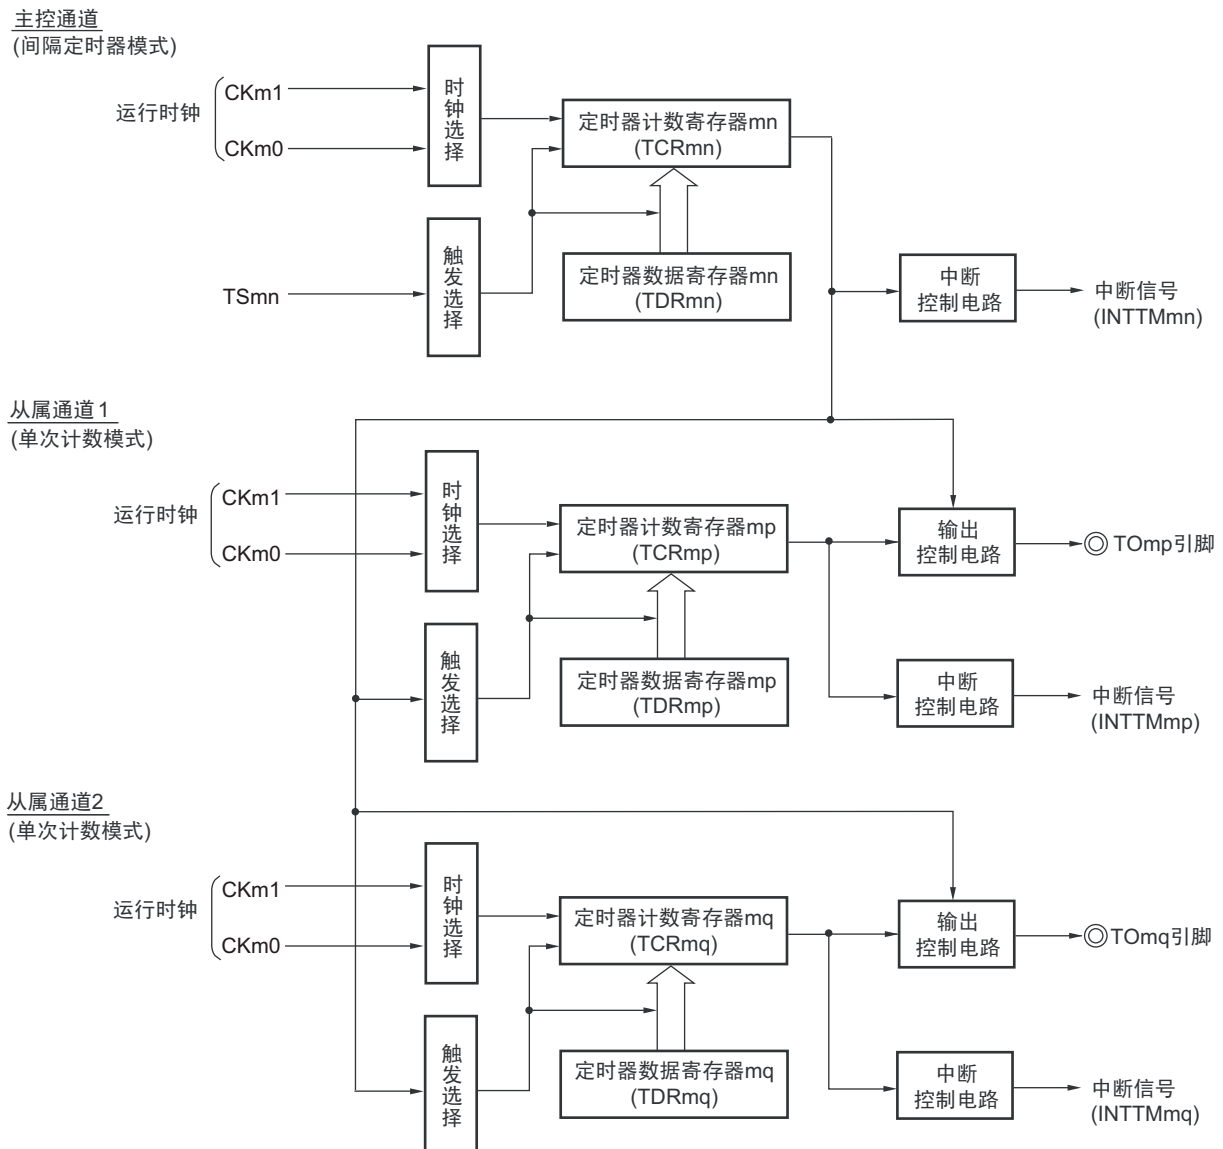 主控通道
(间隔定时器模式)
运行时钟
CKm1
CKm0
时钟选择
定时器计数寄存器mn
(TCRmn)
TSmn
触发选择
定时器数据寄存器mn
(TDRmn)
中断
控制电路
中断信号
(INTTMmn)
从属通道1
(单次计数模式)
运行时钟
CKm1
CKm0
时钟选择
定时器计数寄存器mp
(TCRmp)
输出
控制电路
TOmp引脚
触发选择
定时器数据寄存器mp
(TDRmp)
中断
控制电路
中断信号
(INTTMmp)
从属通道2
(单次计数模式)
运行时钟
CKm1
CKm0
时钟选择
定时器计数寄存器mq
(TCRmq)
输出
控制电路
TOmq引脚
触发选择
定时器数据寄存器mq
(TDRmq)
中断
控制电路
中断信号
(INTTMmq)